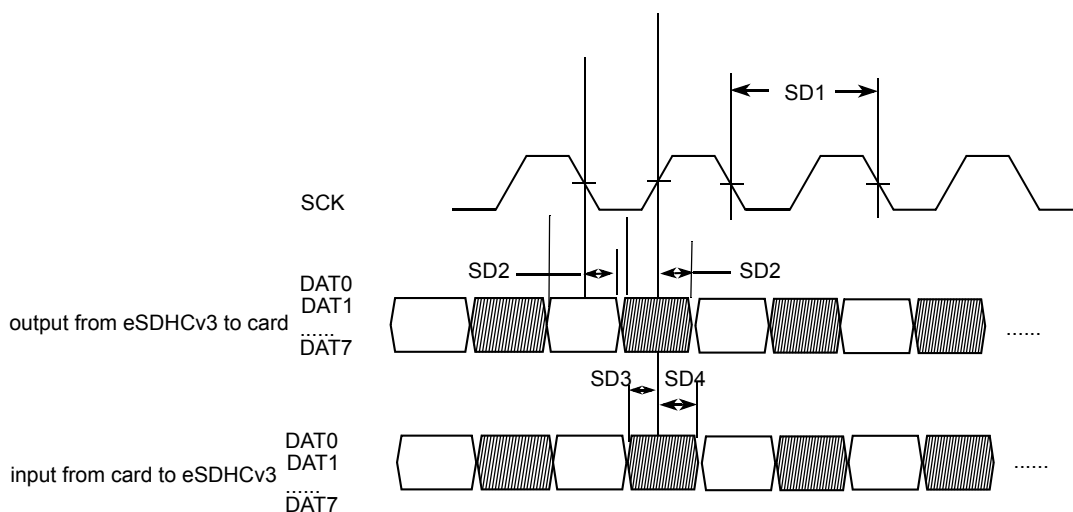 SD1
SCK
SD2
SD2
DAT0
DAT1
output from eSDHCv3 to card
......
......
DAT7
SD3
SD4
DAT0
DAT1
input from card to eSDHCv3
......
......
DAT7